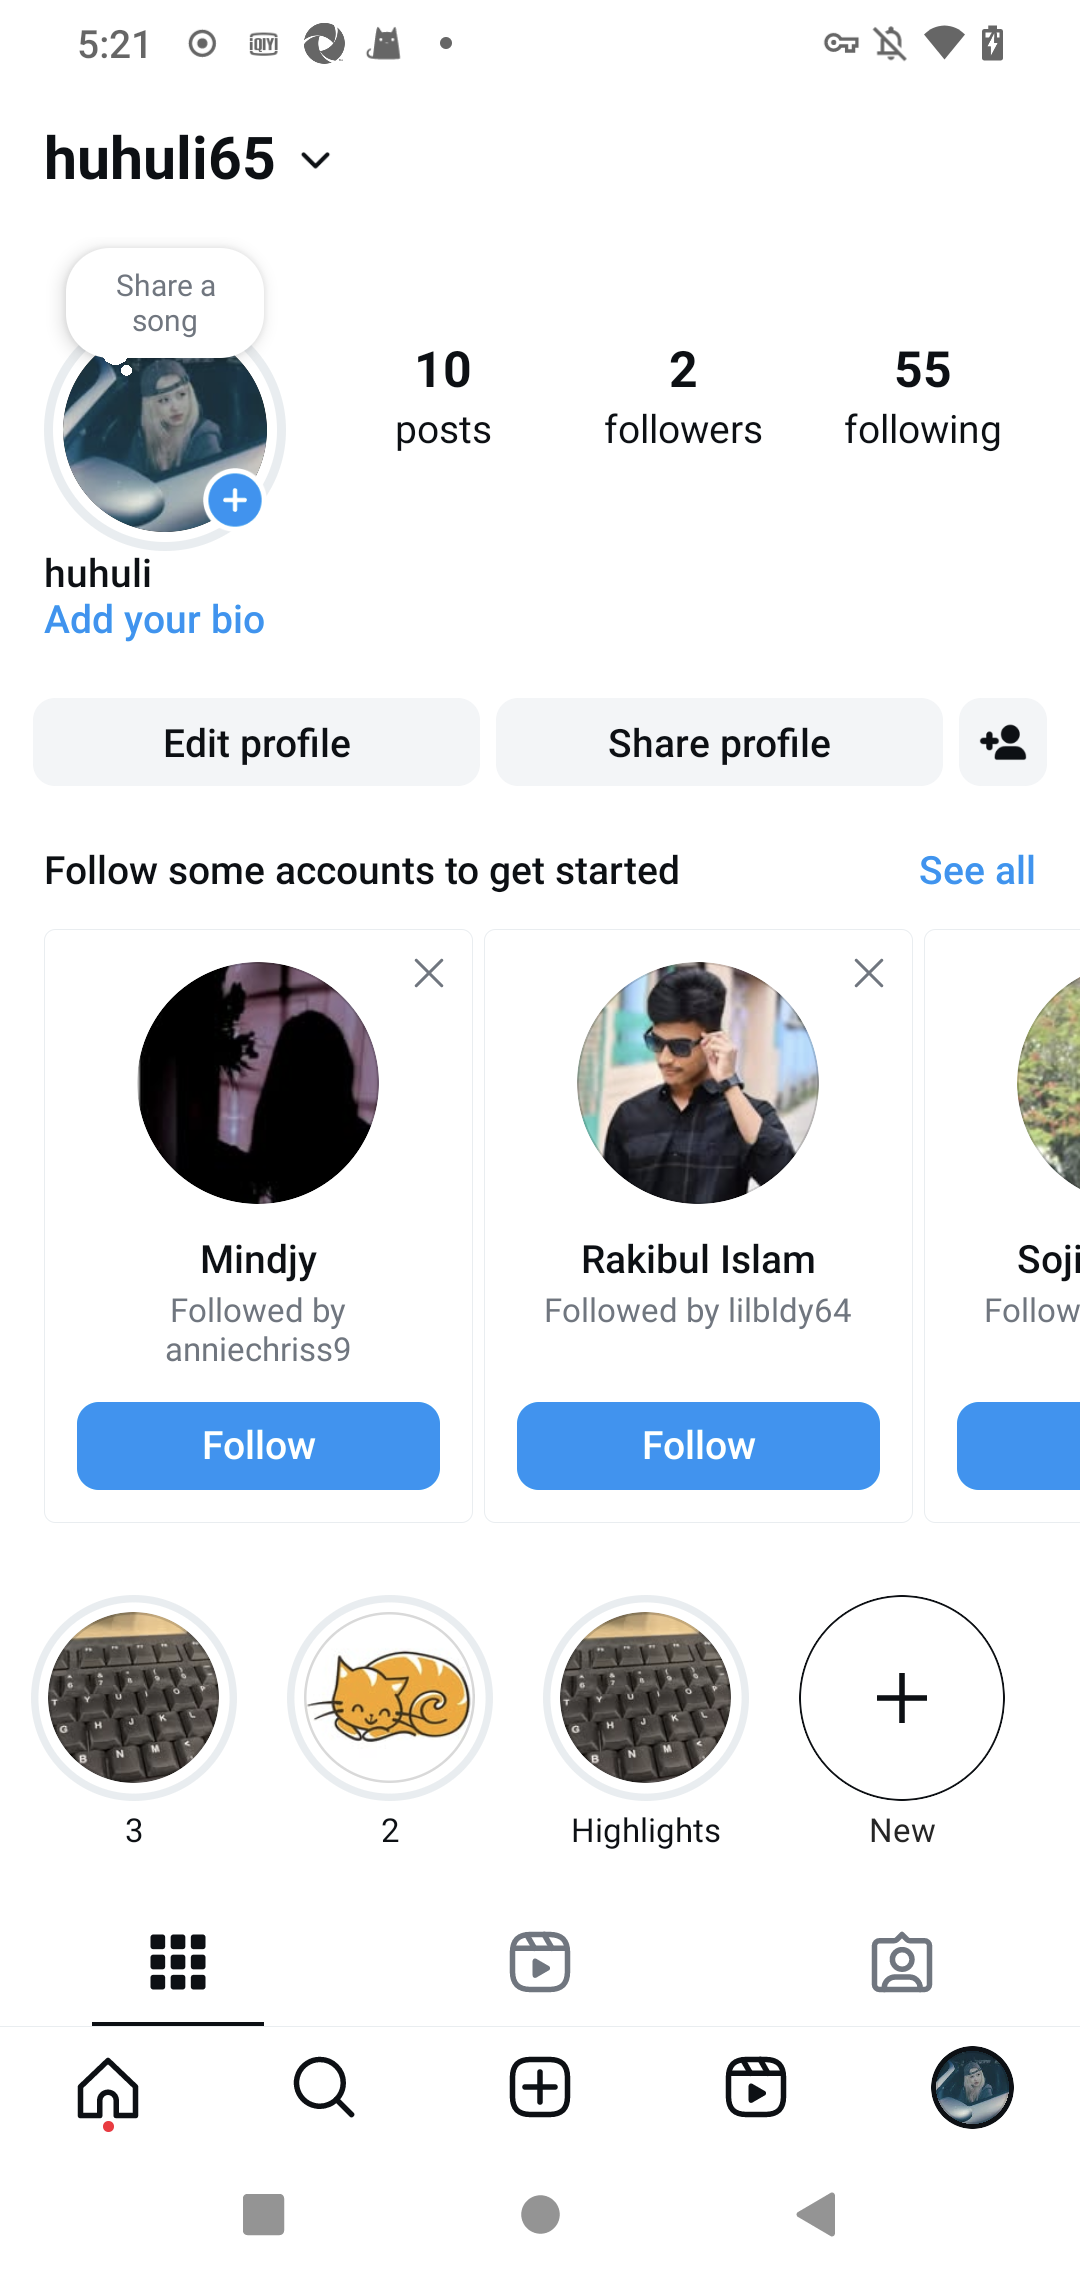 5:21
iQIYI
huhuli65
Share a
song
10
posts
2
followers
55
following
huhuli
Add your bio
Edit profile
Share profile
Follow some accounts to get started
See all
Mindjy
Followed by
anniechriss9
Follow
Rakibul Islam
Followed by lilbldy64
Follow
Soji
Follow
3
2
Highlights
New